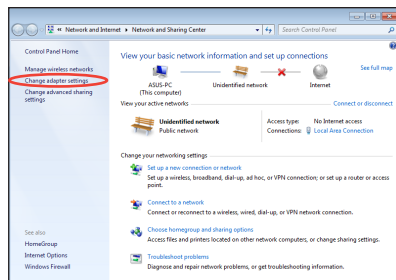 « Network and Internet ▸ Network and Sharing Center
Search Control Panel
Control Panel Home
Manage wireless networks
Change adapter settings
Change advanced sharing
settings
View your basic network information and set up connections
See full map
ASUS-PC
(This computer)
Unidentified network
Internet
View your active networks
Connect or disconnect
Unidentified network
Public network
Access type: No Internet access
Connections: Local Area Connection
Change your networking settings
Set up a new connection or network
Set up a wireless, broadband, dial-up, ad hoc, or VPN connection; or set up a router or access
point.
Connect to a network
Connect or reconnect to a wireless, wired, dial-up, or VPN network connection.
Choose homegroup and sharing options
Access files and printers located on other network computers, or change sharing settings.
Troubleshoot problems
Diagnose and repair network problems, or get troubleshooting information.
See also
HomeGroup
Internet Options
Windows Firewall